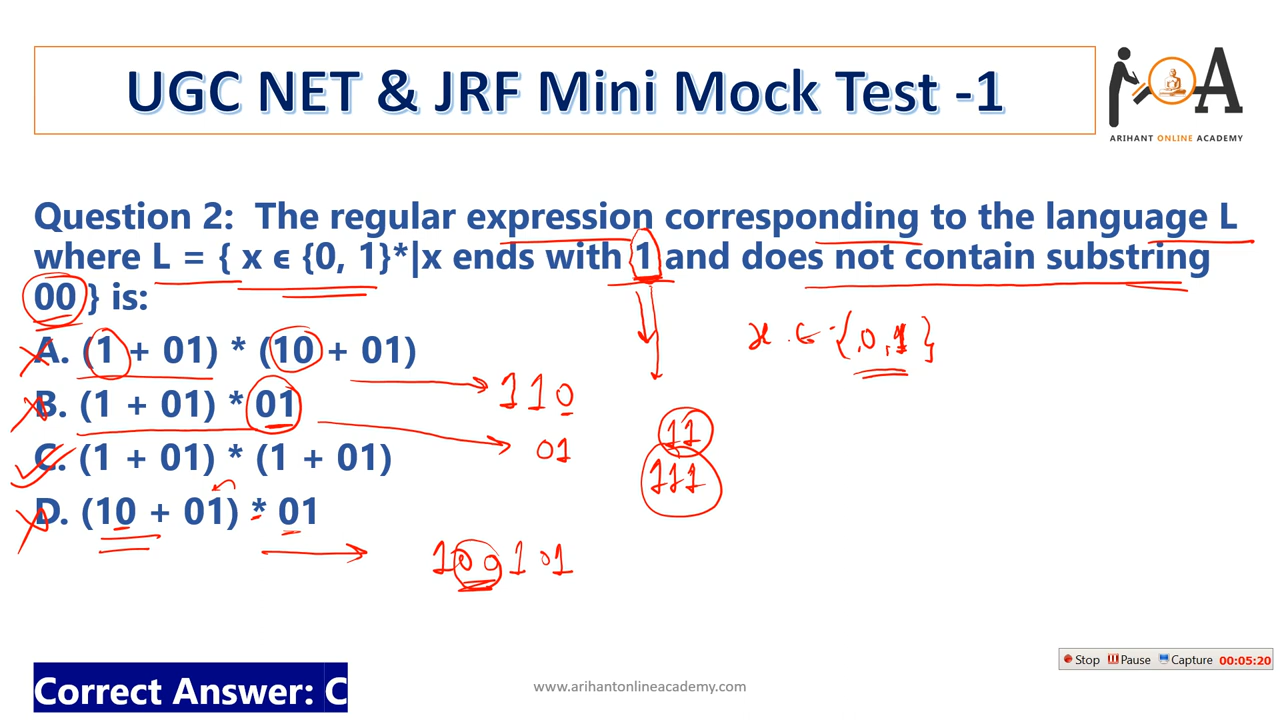 UGC NET & JRF Mini Mock Test -1
ARIHANT ONLINE ACADEMY
Question 2: The regular expression corresponding to the language L
where L = { x ϵ {0, 1}*|x ends with 1 and does not contain substring
00 } is:
x ∈ {0,1}
A. (1 + 01) * (10 + 01)
110
B. (1 + 01) * 01
01
11
C. (1 + 01) * (1 + 01)
111
D. (10 + 01) * 01
100101
Stop Pause Capture 00:05:20
Correct Answer: C
www.arihantonlineacademy.com